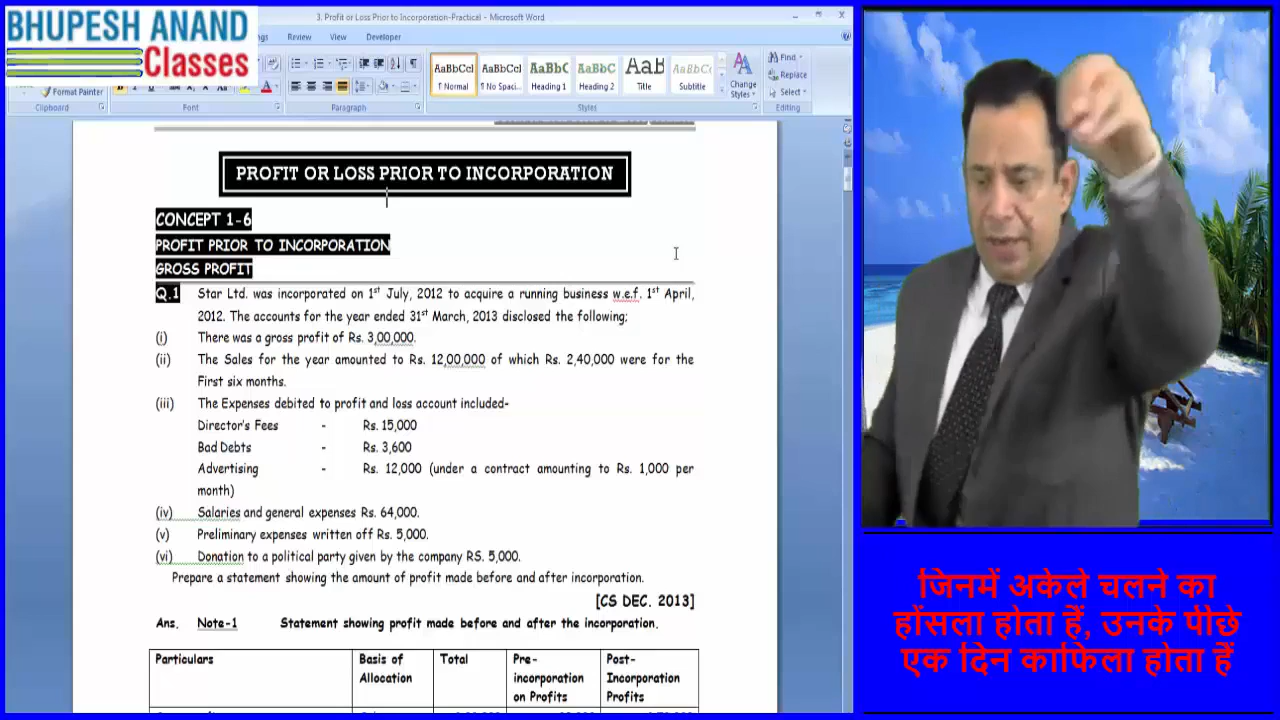 BHUPESH ANAND
Classes
3. Profit or Loss Prior to Incorporation-Practical - Microsoft Word
Review View Developer
Format Painter
AaBbCcI AaBbCcI AaBbC AaBbC AaB AaBbCcI
¶ Normal ¶ No Spaci... Heading 1 Heading 2 Title Subtitle
Change Styles
Find
Replace
Select
Clipboard Font Paragraph Styles Editing
PROFIT OR LOSS PRIOR TO INCORPORATION
CONCEPT 1-6
PROFIT PRIOR TO INCORPORATION
GROSS PROFIT
Q.1 Star Ltd. was incorporated on 1st July, 2012 to acquire a running business w.e.f. 1st April,
2012. The accounts for the year ended 31st March, 2013 disclosed the following;
(i) There was a gross profit of Rs. 3,00,000.
(ii) The Sales for the year amounted to Rs. 12,00,000 of which Rs. 2,40,000 were for the
First six months.
(iii) The Expenses debited to profit and loss account included-
Director's Fees - Rs. 15,000
Bad Debts - Rs. 3,600
Advertising - Rs. 12,000 (under a contract amounting to Rs. 1,000 per
month)
(iv) Salaries and general expenses Rs. 64,000.
(v) Preliminary expenses written off Rs. 5,000.
(vi) Donation to a political party given by the company RS. 5,000.
Prepare a statement showing the amount of profit made before and after incorporation.
[CS DEC. 2013]
Ans. Note-1 Statement showing profit made before and after the incorporation.
Particulars Basis of Total Pre- Post-
Allocation incorporation Incorporation
on Profits Profits
जिनमें अकेले चलने का
होंसला होता हैं, उनके पीछे
एक दिन काफिला होता हैं